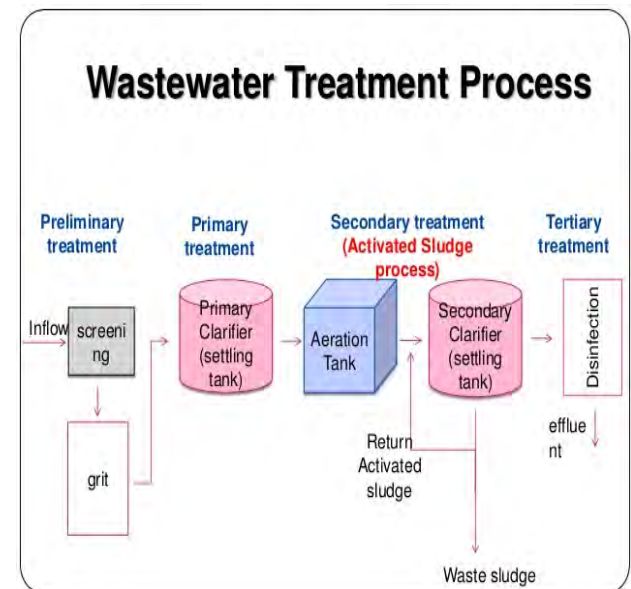 Wastewater Treatment Process
Preliminary
treatment
Primary
treatment
Secondary treatment
(Activated Sludge
process)
Tertiary
treatment
Inflow
screeni
ng
grit
Primary
Clarifier
(settling
tank)
Aeration
Tank
Secondary
Clarifier
(settling
tank)
Disinfection
efflue
nt
Return
Activated
sludge
Waste sludge